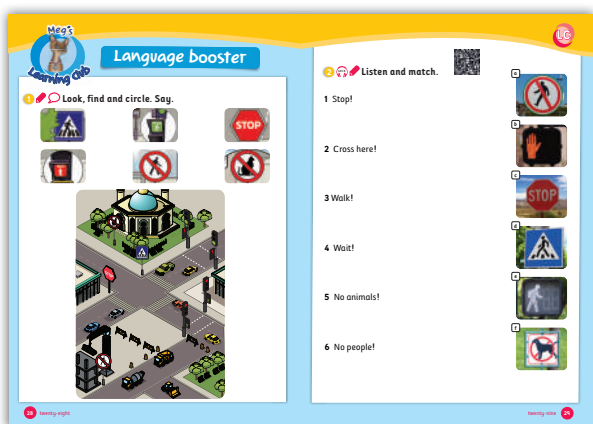 Meg's
Learning Club
Language booster
1 Look, find and circle. Say.
STOP
28 twenty-eight
LC
2 Listen and match.
1 Stop!
2 Cross here!
3 Walk!
4 Wait!
5 No animals!
6 No people!
a
b
c
STOP
d
e
f
twenty-nine 29